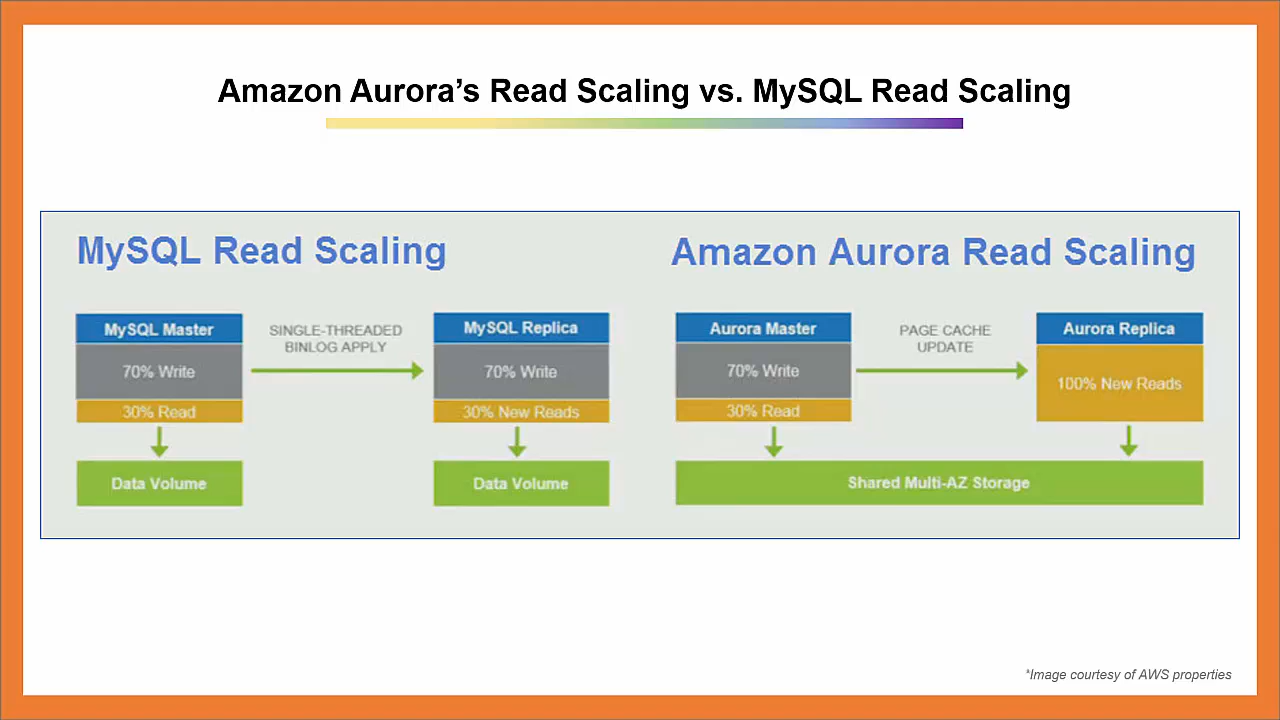 Amazon Aurora’s Read Scaling vs. MySQL Read Scaling
MySQL Read Scaling
MySQL Master
70% Write
30% Read
Data Volume
SINGLE-THREADED
BINLOG APPLY
MySQL Replica
70% Write
30% New Reads
Data Volume
Amazon Aurora Read Scaling
Aurora Master
70% Write
30% Read
PAGE CACHE
UPDATE
Aurora Replica
100% New Reads
Shared Multi-AZ Storage
*Image courtesy of AWS properties